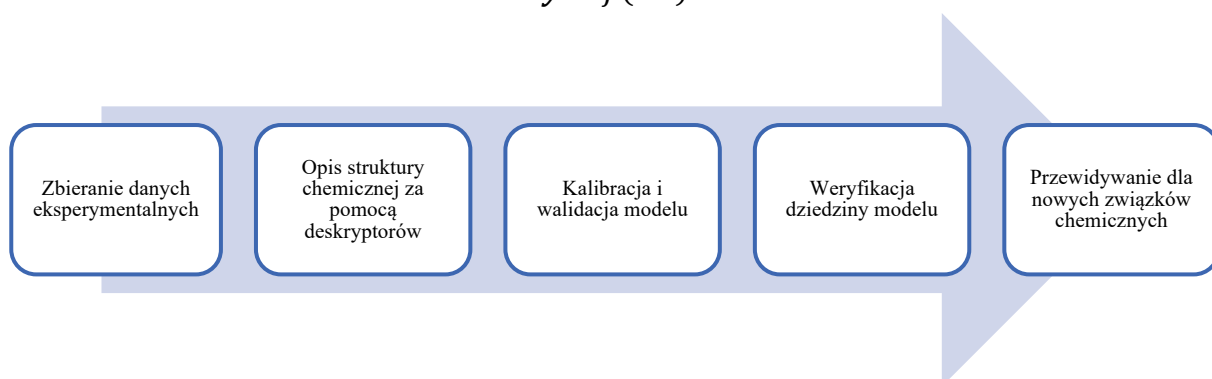 Zbieranie danych
eksperymentalnych
Opis struktury
chemicznej za
pomocą
deskryptorów
Kalibracja i
walidacja modelu
Weryfikacja
dziedziny modelu
Przewidywanie dla
nowych związków
chemicznych